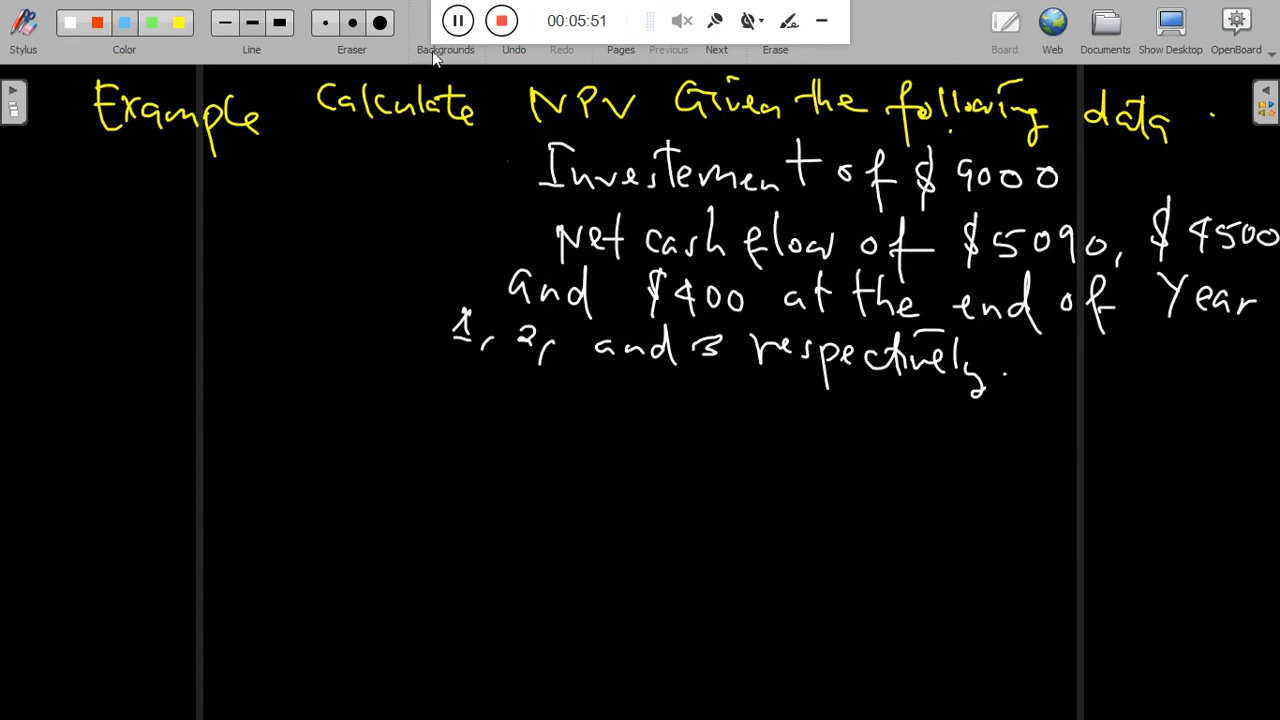 00:05:51
Stylus Color Line Eraser Backgrounds Undo Redo Pages Previous Next Erase Board Web Documents Show Desktop OpenBoard
Example Calculate NPV Given the following data.
Investement of $9000
Net cash flow of $5090, $4500
and $400 at the end of Year
1, 2, and 3 respectively.